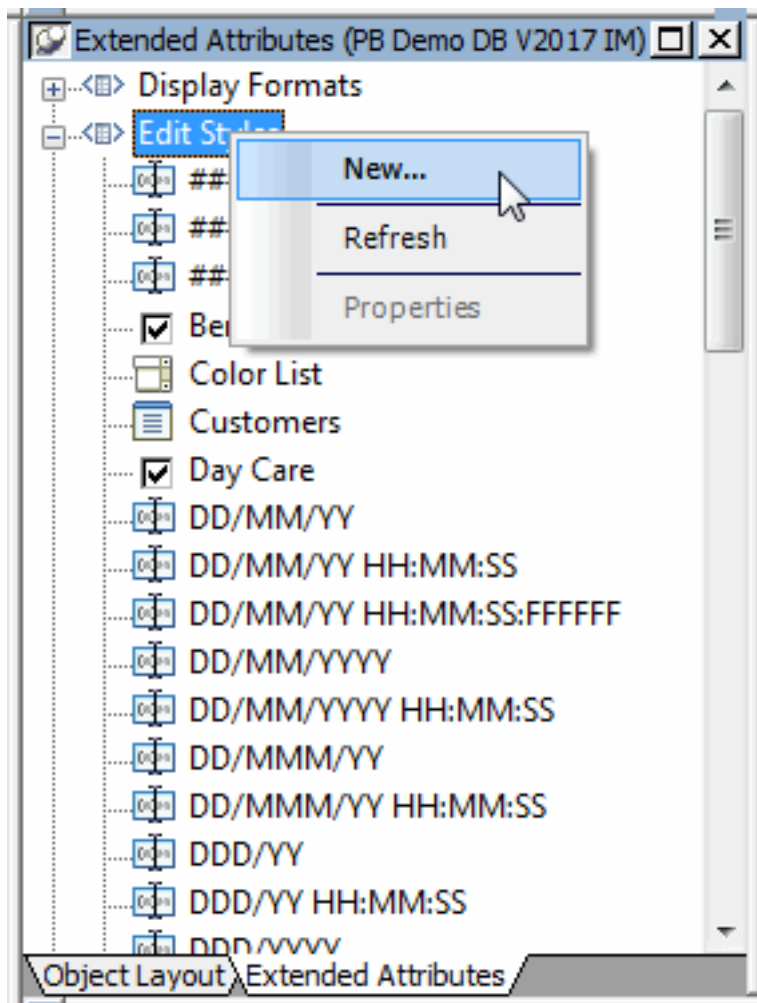 Extended Attributes (PB Demo DB V2017 IM)
Display Formats
Edit Styles
New...
##
##
Refresh
##
Properties
Color List
Customers
Day Care
DD/MM/YY
DD/MM/YY HH:MM:SS
DD/MM/YY HH:MM:SS:FFFFFF
DD/MM/YYYY
DD/MM/YYYY HH:MM:SS
DD/MMM/YY
DD/MMM/YY HH:MM:SS
DDD/YY
DDD/YY HH:MM:SS
DDD/YYYY
Object Layout Extended Attributes